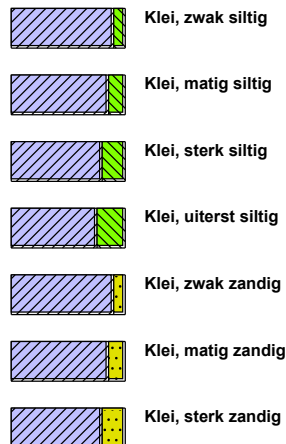 Klei, zwak siltig
Klei, matig siltig
Klei, sterk siltig
Klei, uiterst siltig
Klei, zwak zandig
Klei, matig zandig
Klei, sterk zandig